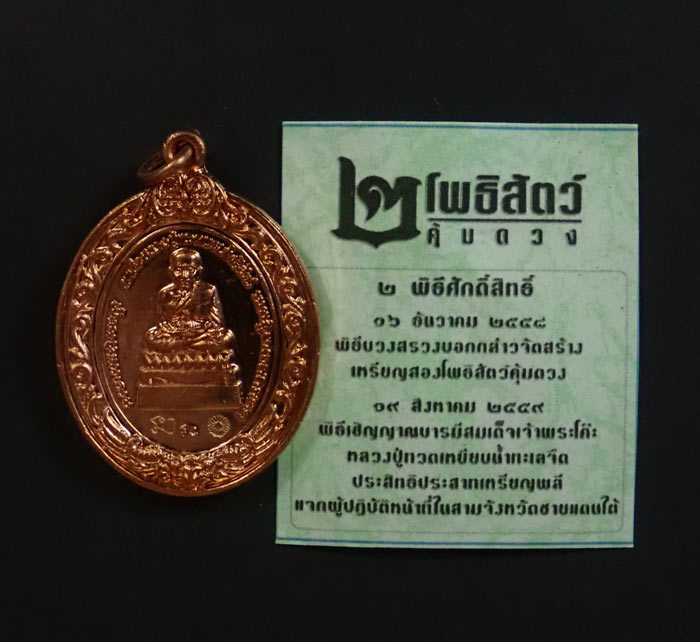 ๒ โพธิสัตว์
คุ้มดวง
๒ พิธีศักดิ์สิทธิ์
๑๖ ธันวาคม ๒๕๕๘
พิธีบวงสรวงบอกกล่าวจัดสร้าง
เหรียญสองโพธิสัตว์คุ้มดวง
๑๙ สิงหาคม ๒๕๕๙
พิธีเชิญญาณบารมีสมเด็จเจ้าพระโค๊ะ
หลวงปู่ทวดเหยียบน้ำทะเลจืด
ประสิทธิประสาทเหรียญพลี
แจกผู้ปฏิบัติหน้าที่ในสามจังหวัดชายแดนใต้